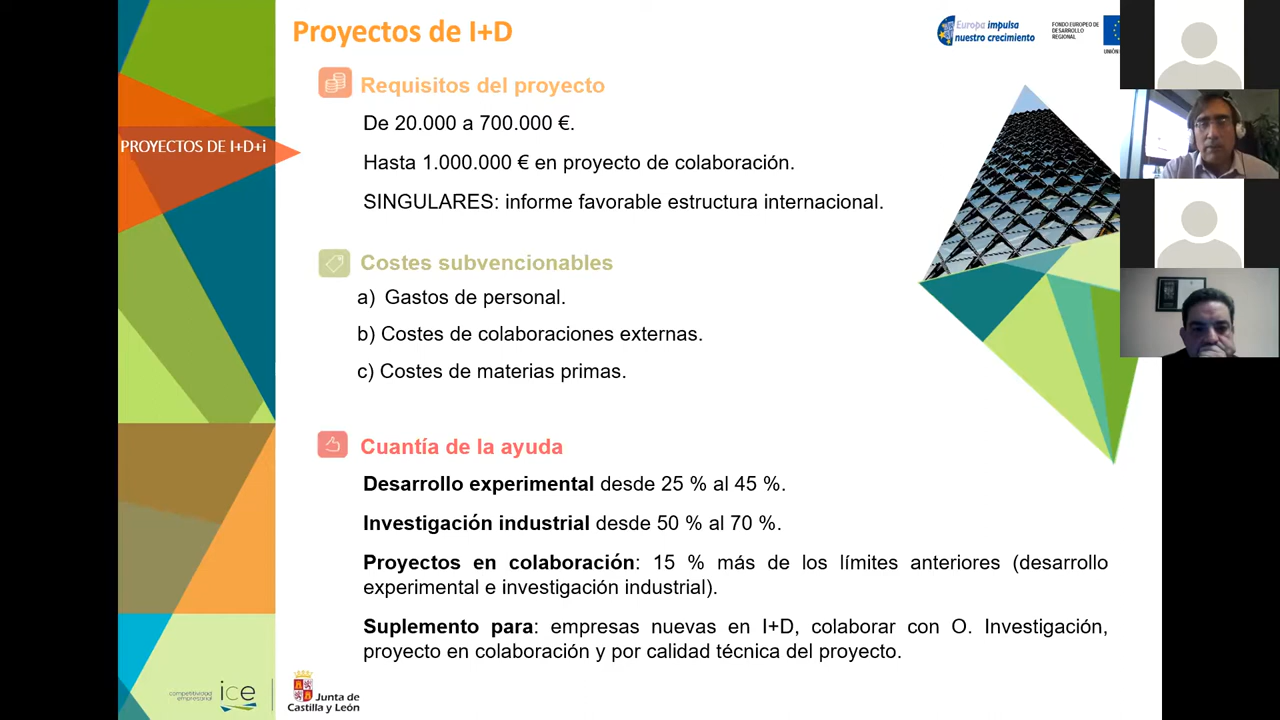 Proyectos de I+D
Europa impulsa
nuestro crecimiento
FONDO EUROPEO DE
DESARROLLO
REGIONAL
UNIÓN
PROYECTOS DE I+D+i
Requisitos del proyecto
De 20.000 a 700.000 €.
Hasta 1.000.000 € en proyecto de colaboración.
SINGULARES: informe favorable estructura internacional.
Costes subvencionables
a) Gastos de personal.
b) Costes de colaboraciones externas.
c) Costes de materias primas.
Cuantía de la ayuda
Desarrollo experimental desde 25 % al 45 %.
Investigación industrial desde 50 % al 70 %.
Proyectos en colaboración: 15 % más de los límites anteriores (desarrollo
experimental e investigación industrial).
Suplemento para: empresas nuevas en I+D, colaborar con O. Investigación,
proyecto en colaboración y por calidad técnica del proyecto.
competitividad
empresarial
ice
Junta de
Castilla y León